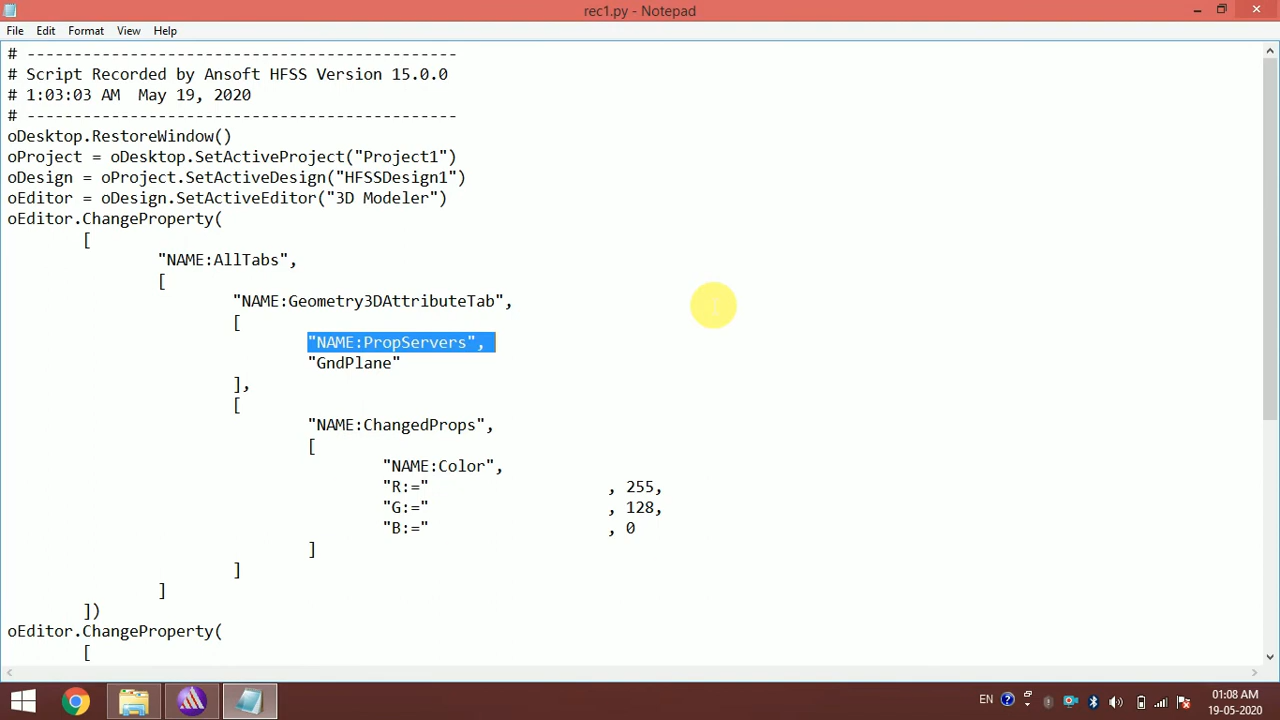 rec1.py - Notepad
File Edit Format View Help
# ----------------------------------------------
# Script Recorded by Ansoft HFSS Version 15.0.0
# 1:03:03 AM  May 19, 2020
# ----------------------------------------------
oDesktop.RestoreWindow()
oProject = oDesktop.SetActiveProject("Project1")
oDesign = oProject.SetActiveDesign("HFSSDesign1")
oEditor = oDesign.SetActiveEditor("3D Modeler")
oEditor.ChangeProperty(
[
"NAME:AllTabs",
[
"NAME:Geometry3DAttributeTab",
[
"NAME:PropServers",
"GndPlane"
],
[
"NAME:ChangedProps",
[
"NAME:Color",
"R:=" , 255,
"G:=" , 128,
"B:=" , 0
]
]
]
])
oEditor.ChangeProperty(
[
EN 01:08 AM
19-05-2020